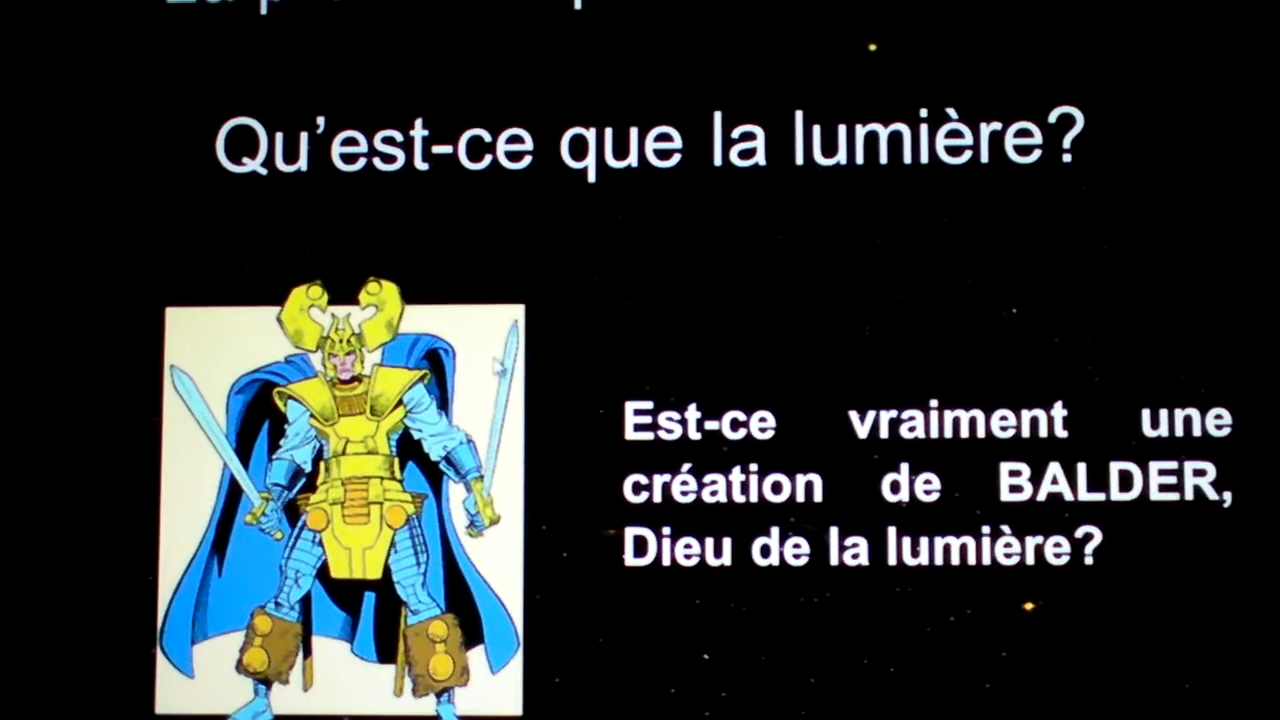 Qu’est-ce que la lumière?
Est-ce vraiment une
création de BALDER,
Dieu de la lumière?